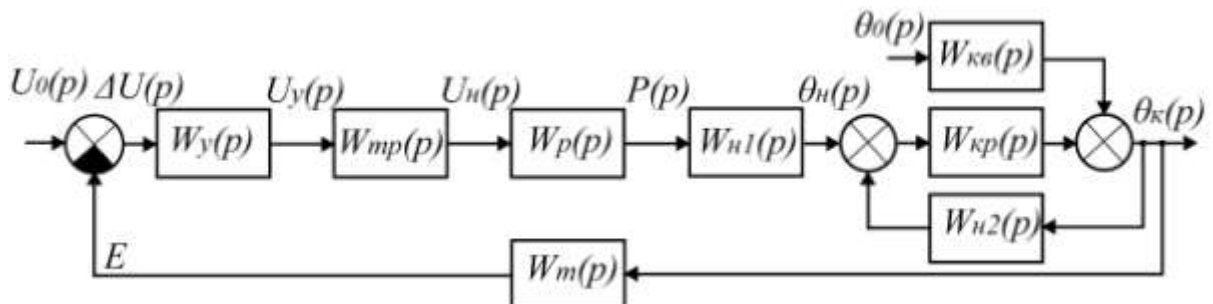 θ₀(p)
Wкв(p)
U₀(p) ΔU(p) Uу(p) Uн(p) P(p) θн(p) θк(p)
Wу(p) Wтр(p) Wр(p) Wн1(p) Wкр(p)
Wн2(p)
E
Wт(p)